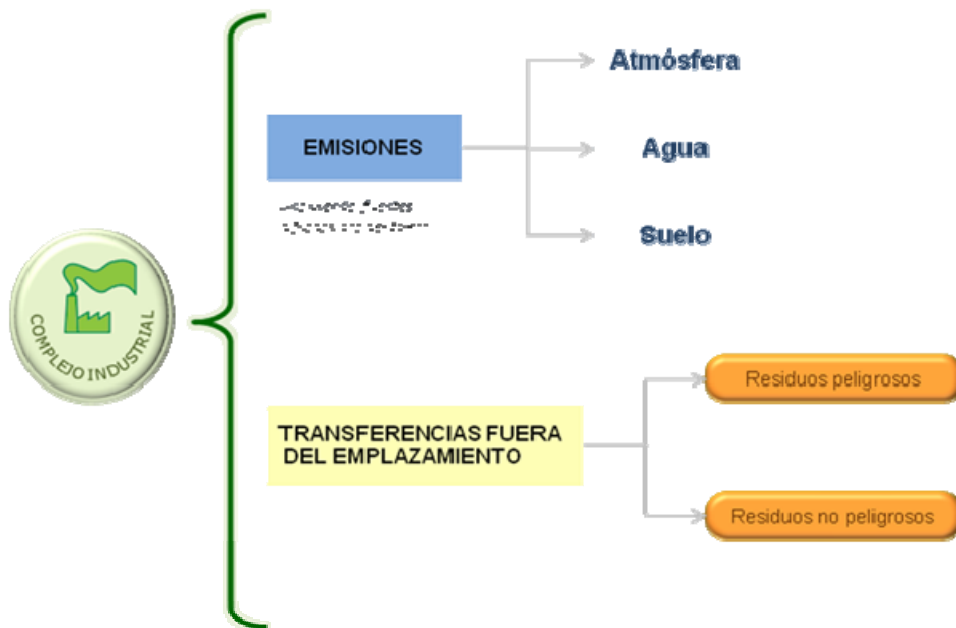 COMPLEJO INDUSTRIAL
EMISIONES
Atmósfera
Agua
Suelo
TRANSFERENCIAS FUERA
DEL EMPLAZAMIENTO
Residuos peligrosos
Residuos no peligrosos